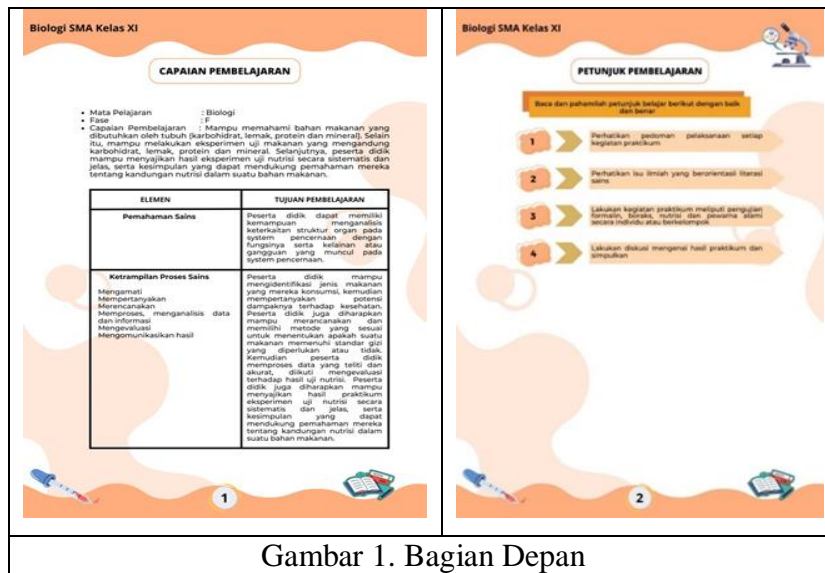 Biologi SMA Kelas XI
CAPAIAN PEMBELAJARAN
• Mata Pelajaran : Biologi
• Fase : F
• Capaian Pembelajaran : Mampu memahami bahan makanan yang
dibutuhkan oleh tubuh (karbohidrat, lemak, protein dan mineral). Selain
itu, mampu melakukan eksperimen uji makanan yang mengandung
karbohidrat, lemak, protein dan mineral. Selanjutnya, peserta didik
mampu menyajikan hasil eksperimen uji nutrisi secara sistematis dan
jelas, serta kesimpulan yang dapat mendukung pemahaman mereka
tentang kandungan nutrisi dalam suatu bahan makanan.
ELEMEN
TUJUAN PEMBELAJARAN
Pemahaman Sains
Peserta didik dapat memiliki
kemampuan menganalisis
keterkaitan struktur organ pada
system pencernaan dengan
fungsinya serta kelainan atau
gangguan yang muncul pada
system pencernaan.
Ketrampilan Proses Sains
Mengamati
Mempertanyakan
Merencanakan
Memproses, menganalisis data
dan informasi
Mengevaluasi
Mengomunikasikan hasil
Peserta didik mampu
mengidentifikasi jenis makanan
yang mereka konsumsi, kemudian
mempertanyakan potensi
dampaknya terhadap kesehatan.
Peserta didik juga diharapkan
mampu merancanakan dan
memilihi metode yang sesuai
untuk menentukan apakah suatu
makanan memenuhi standar gizi
yang diperlukan atau tidak.
Kemudian peserta didik
memproses data yang teliti dan
akurat, diikuti mengevaluasi
terhadap hasil uji nutrisi. Peserta
didik juga diharapkan mampu
menyajikan hasil praktikum
eksperimen uji nutrisi secara
sistematis dan jelas, serta
kesimpulan yang dapat
mendukung pemahaman mereka
tentang kandungan nutrisi dalam
suatu bahan makanan.
1
Biologi SMA Kelas XI
PETUNJUK PEMBELAJARAN
Baca dan pahamilah petunjuk belajar berikut dengan baik
dan benar
1
Perhatikan pedoman pelaksanaan setiap
kegiatan praktikum
2
Perhatikan isu ilmiah yang berorientasi literasi
sains
3
Lakukan kegiatan praktikum meliputi pengujian
formalin, boraks, nutrisi dan pewarna alami
secara individu atau berkelompok
4
Lakukan diskusi mengenai hasil praktikum dan
simpulkan
2
Gambar 1. Bagian Depan